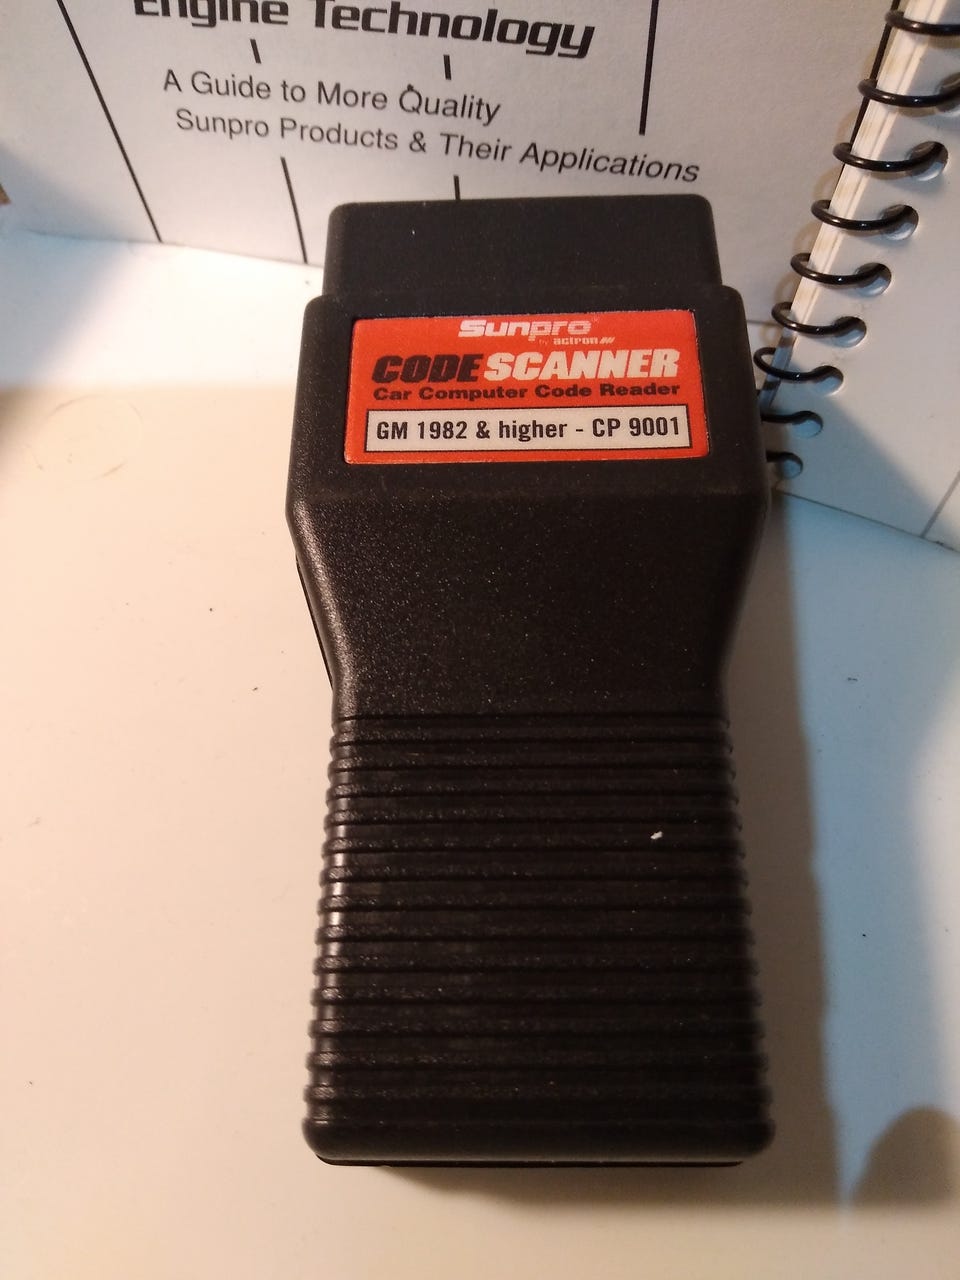 Engine Technology
A Guide to More Quality
Sunpro Products & Their Applications
Sunpro
by actron
CODE SCANNER
Car Computer Code Reader
GM 1982 & higher - CP 9001